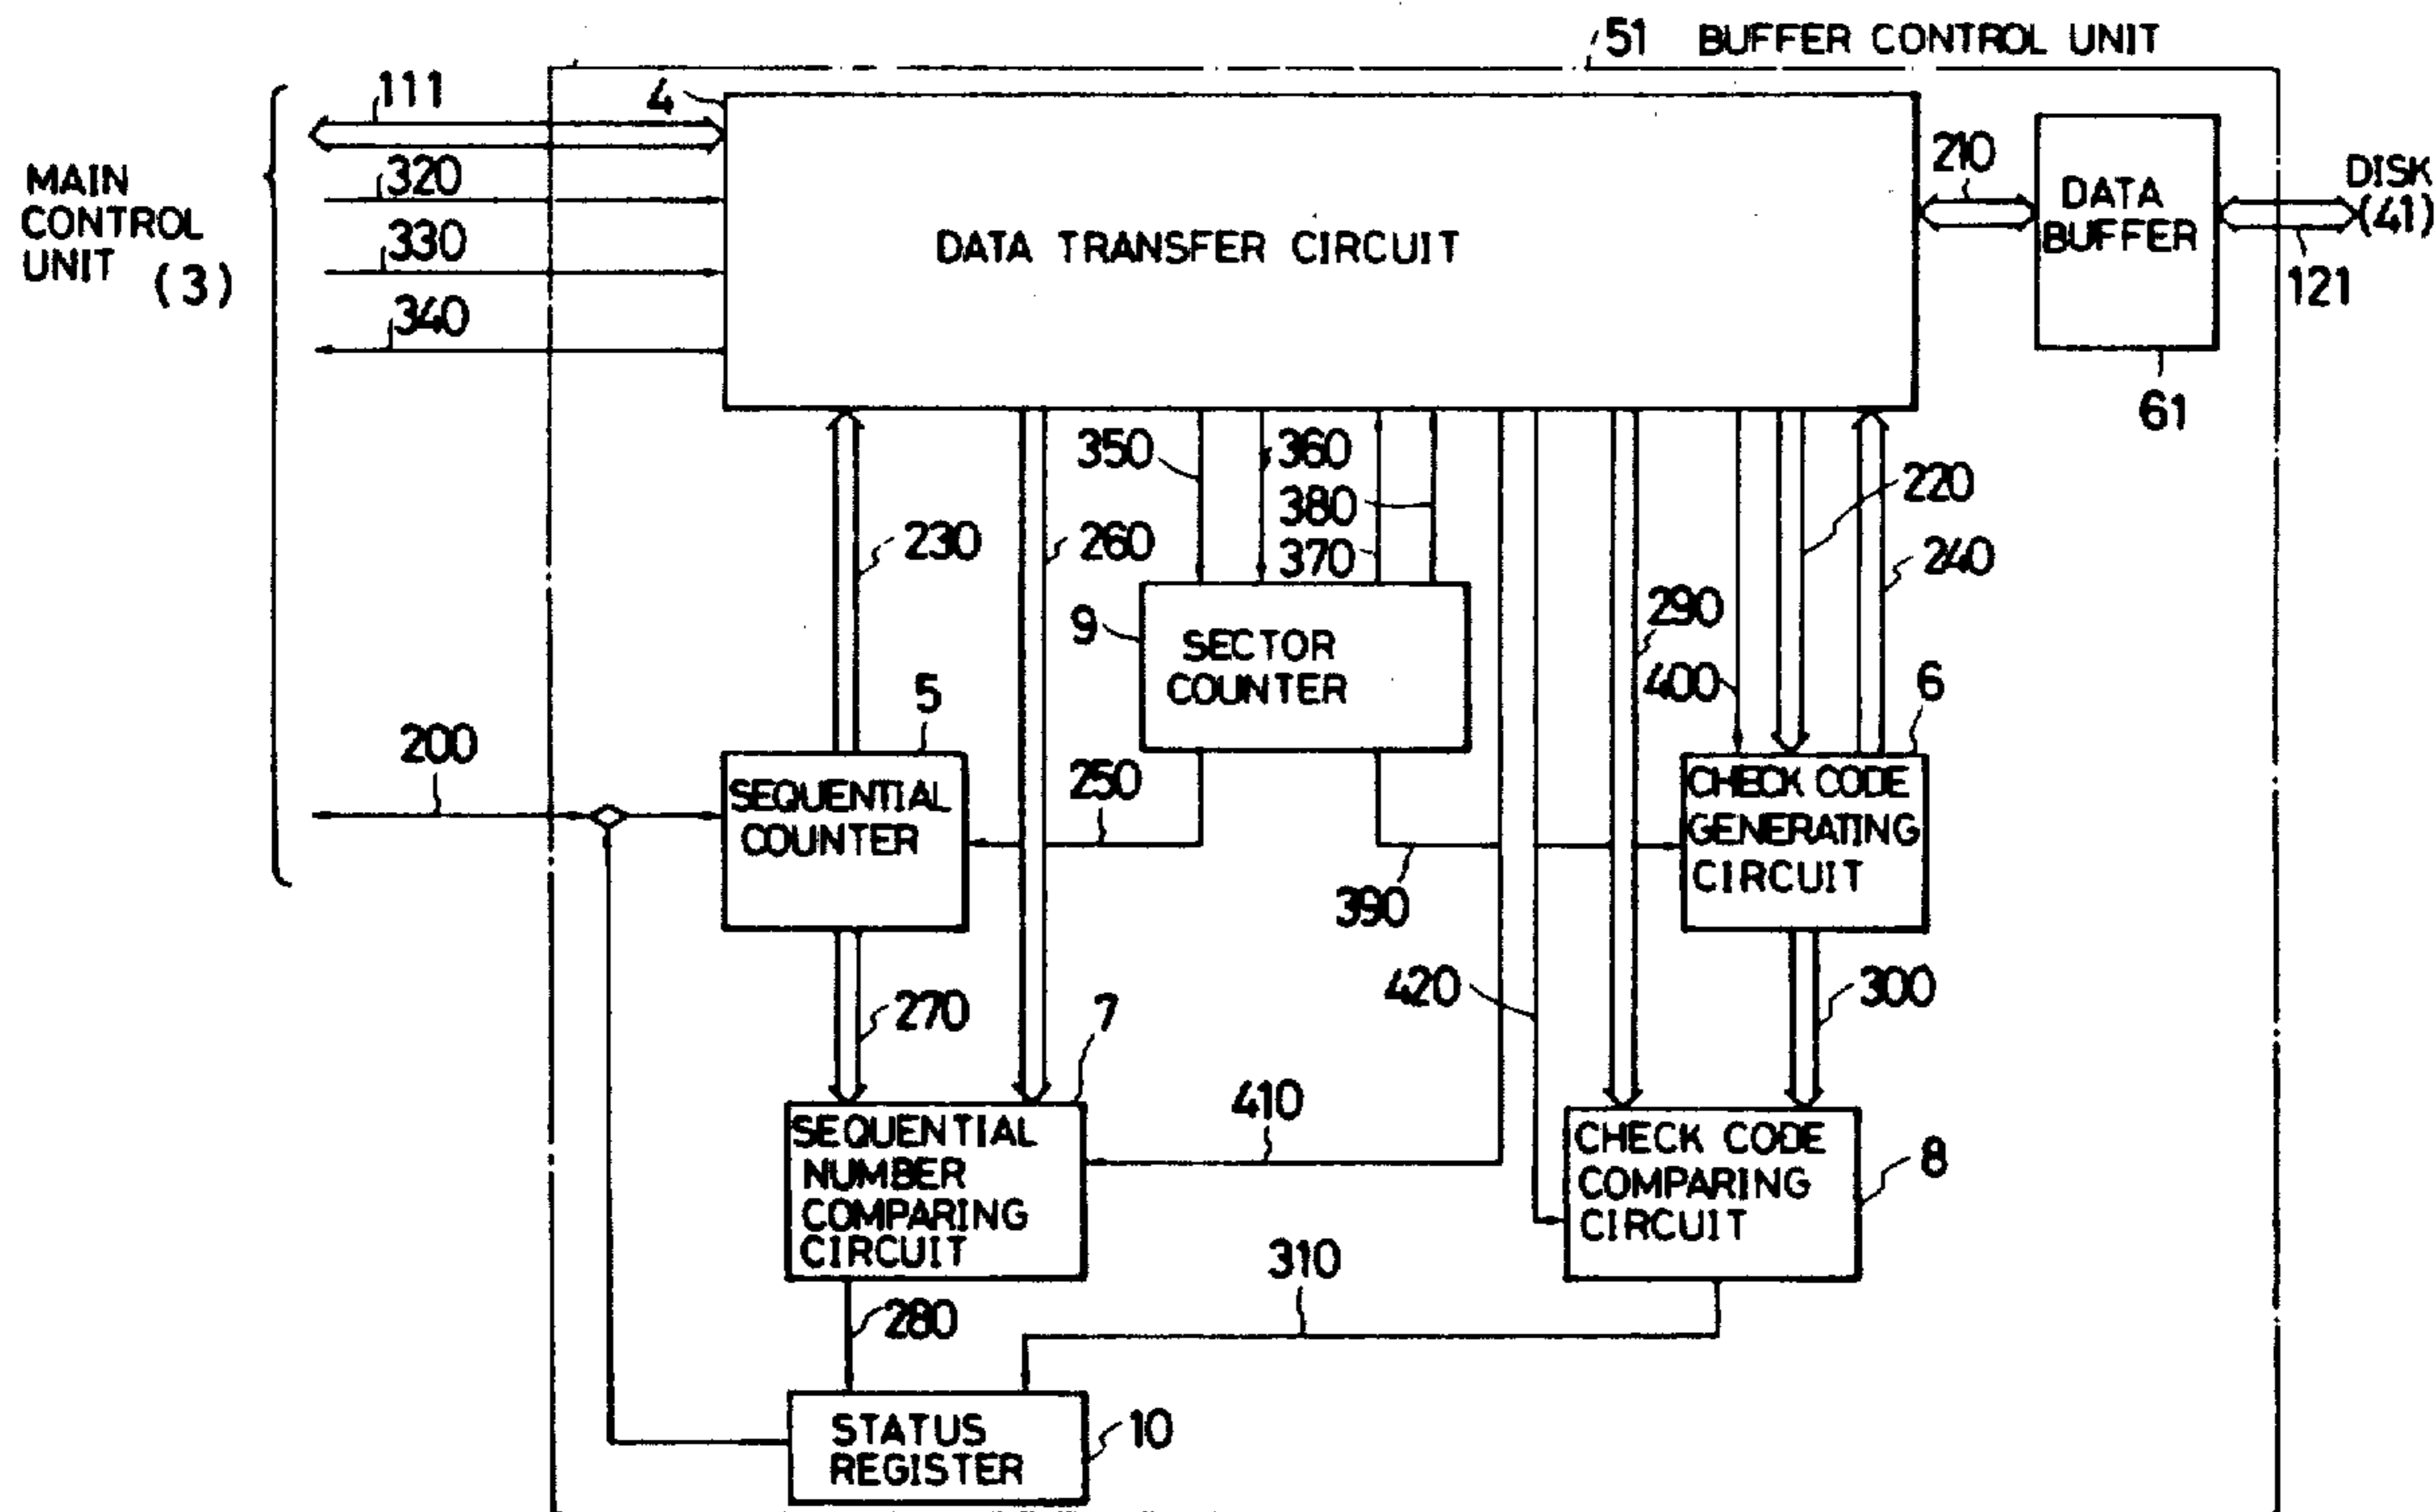 51 BUFFER CONTROL UNIT
111
4
MAIN
CONTROL
UNIT (3)
320
330
340
DATA TRANSFER CIRCUIT
210
DATA
BUFFER
DISK
(41)
121
61
350
360
380
370
220
230
260
240
290
9
SECTOR
COUNTER
400
6
5
200
250
SEQUENTIAL
COUNTER
CHECK CODE
GENERATING
CIRCUIT
390
420
300
270
7
410
SEQUENTIAL
NUMBER
COMPARING
CIRCUIT
CHECK CODE
COMPARING
CIRCUIT
8
310
280
STATUS
REGISTER
10